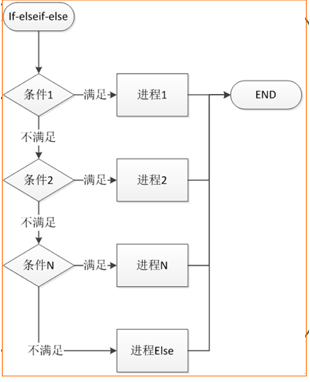 If-elseif-else
条件1
满足
进程1
END
不满足
条件2
满足
进程2
不满足
条件N
满足
进程N
不满足
进程Else